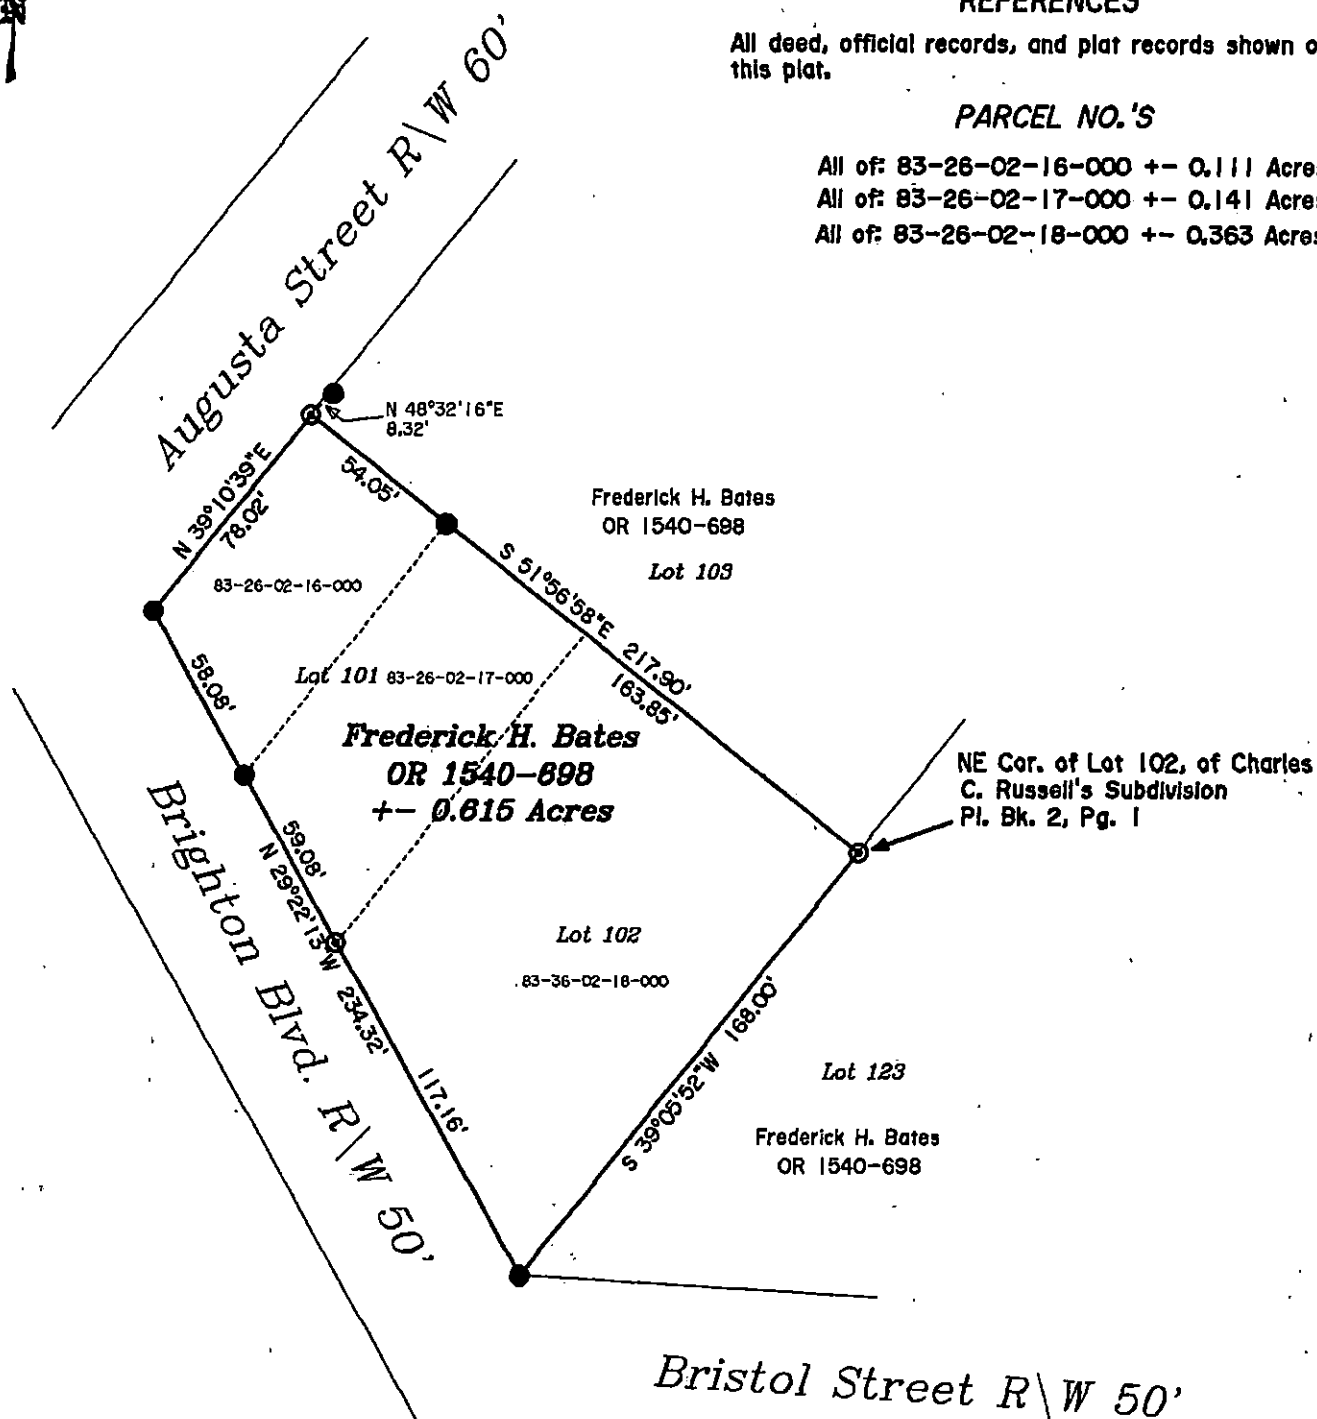 REFERENCES
All deed, official records, and plat records shown o
this plat.
PARCEL NO.'S
All of: 83-26-02-16-000 +- 0.111 Acre
All of: 83-26-02-17-000 +- 0.141 Acre
All of: 83-26-02-18-000 +- 0.363 Acre
Augusta Street R\W 60'
N 48°32'16"E
8.32'
N 39°10'39"E
78.02'
54.05'
Frederick H. Bates
OR 1540-698
Lot 103
83-26-02-16-000
S 51°56'58"E 217.90'
163.85'
58.08'
Lot 101 83-26-02-17-000
Frederick H. Bates
OR 1540-698
+- 0.615 Acres
NE Cor. of Lot 102, of Charles
C. Russell's Subdivision
Pl. Bk. 2, Pg. 1
59.08'
N 29°22'13"W 234.32'
117.16'
Lot 102
83-36-02-18-000
S 39°05'52"W 168.00'
Lot 123
Frederick H. Bates
OR 1540-698
Brighton Blvd. R\W 50'
Bristol Street R\W 50'